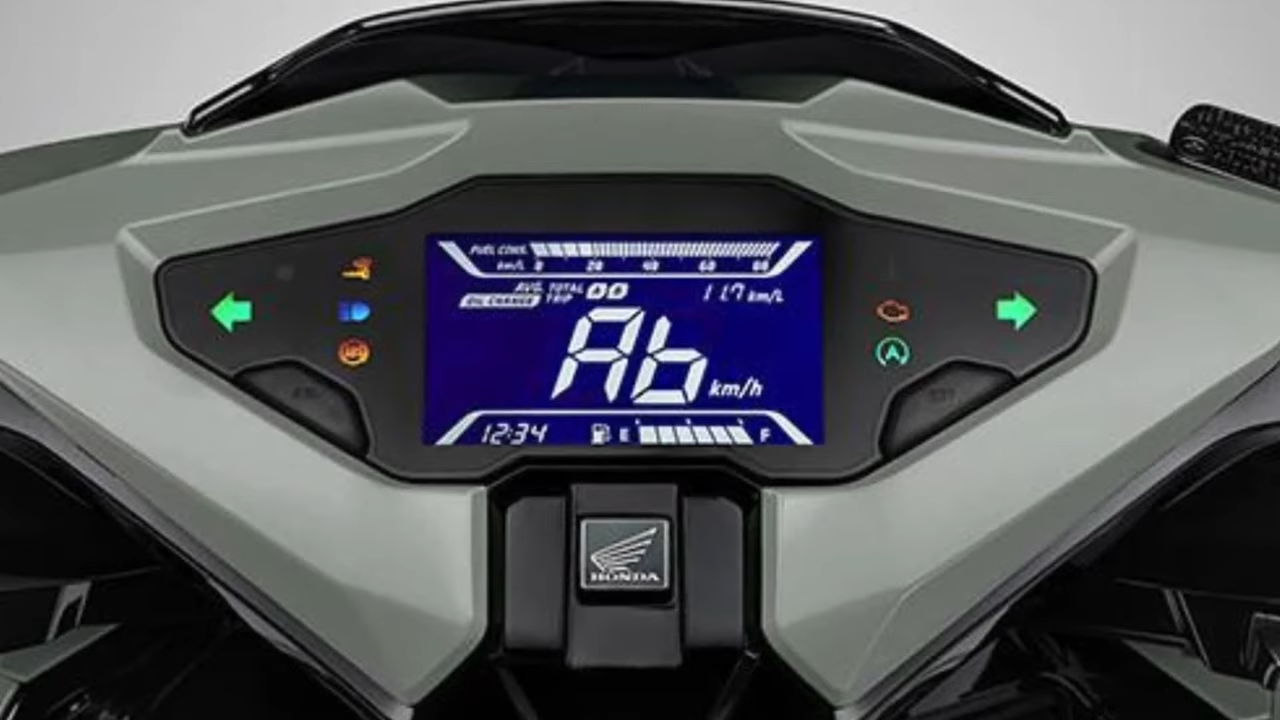 FUEL CONS.
km/L 0 20 40 60 80
AVG. TOTAL
OIL CHANGE TRIP 00 11.7 km/L
Ab km/h
12:34 E F
ABS
A
HONDA